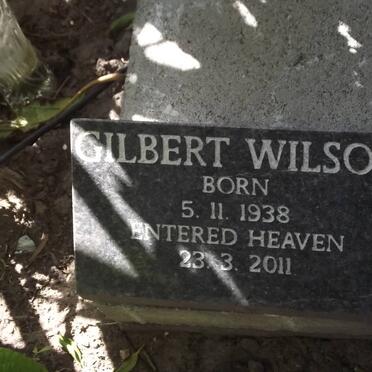 GILBERT WILSO
BORN
5. 11. 1938
ENTERED HEAVEN
23. 3. 2011